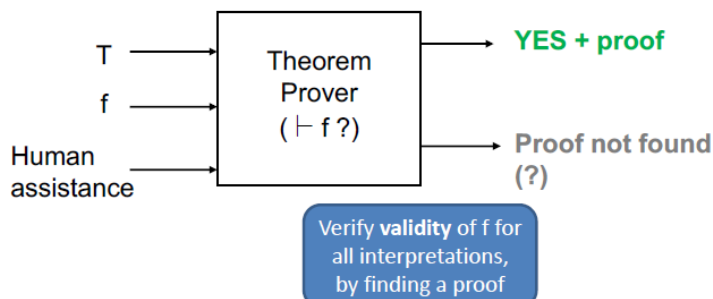 T
f
Human
assistance
Theorem
Prover
( ⊢ f ?)
YES + proof
Proof not found
(?)
Verify validity of f for
all interpretations,
by finding a proof